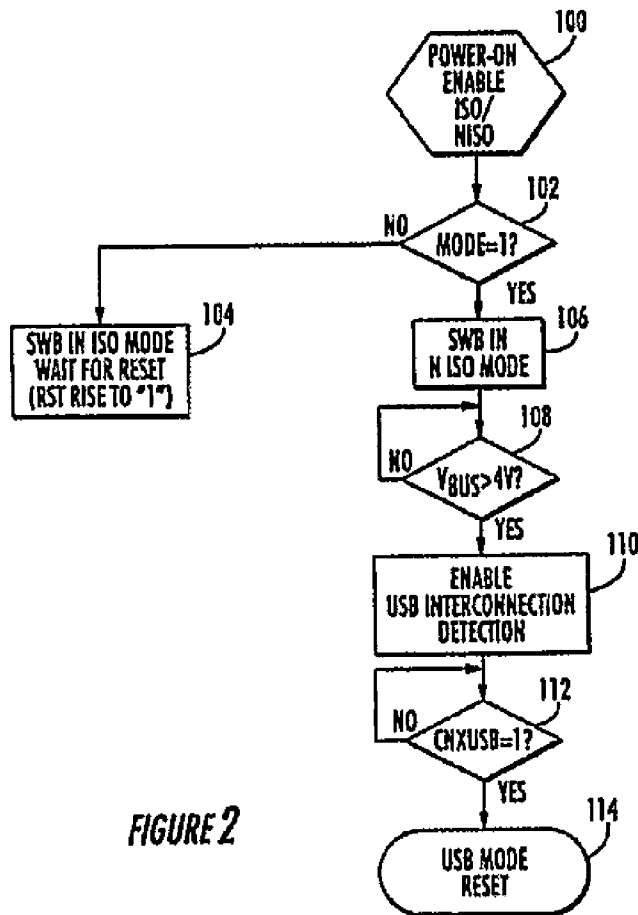 100
POWER-ON
ENABLE
ISO/
NISO
102
NO
MODE=1?
YES
104
SWB IN ISO MODE
WAIT FOR RESET
(RST RISE TO "1")
106
SWB IN
N ISO MODE
108
NO
VBUS>4V?
YES
110
ENABLE
USB INTERCONNECTION
DETECTION
112
NO
CNXUSB=1?
YES
114
USB MODE
RESET
FIGURE 2